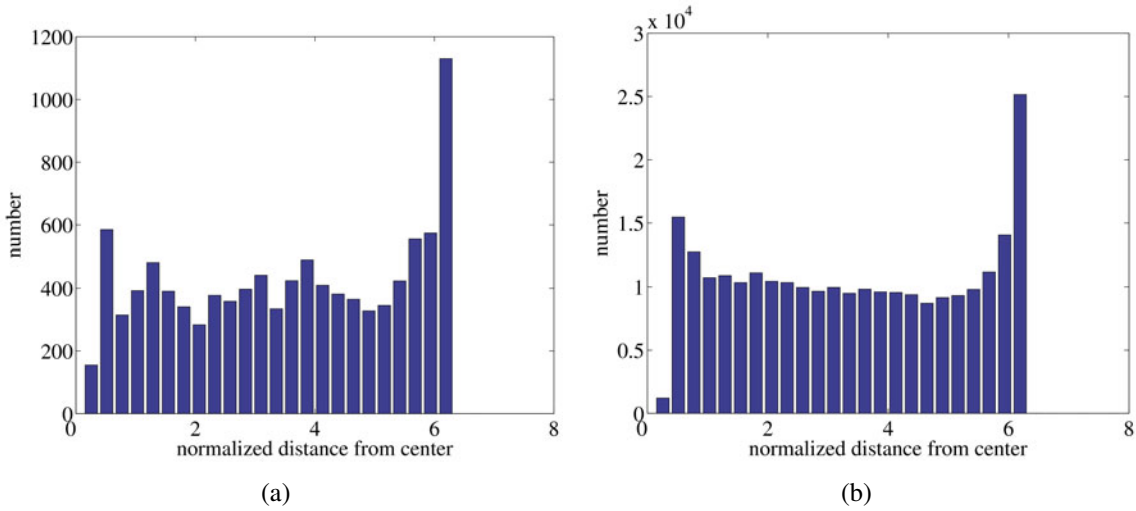 1200
1000
800
600
400
200
0
number
0 2 4 6 8
normalized distance from center
(a)
3 x 10^4
2.5
2
1.5
1
0.5
0
number
0 2 4 6 8
normalized distance from center
(b)